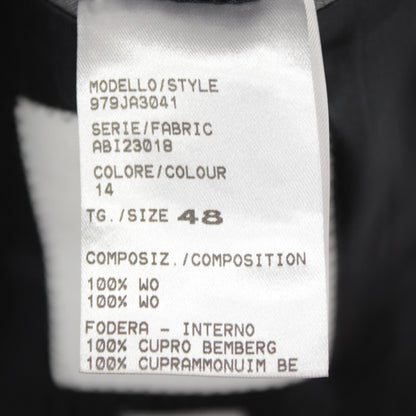 MODELLO/STYLE
979JA3041
SERIE/FABRIC
ABI23018
COLORE/COLOUR
14
TG./SIZE 48
COMPOSIZ./COMPOSITION
100% WO
100% WO
FODERA - INTERNO
100% CUPRO BEMBERG
100% CUPRAMMONUIM BE